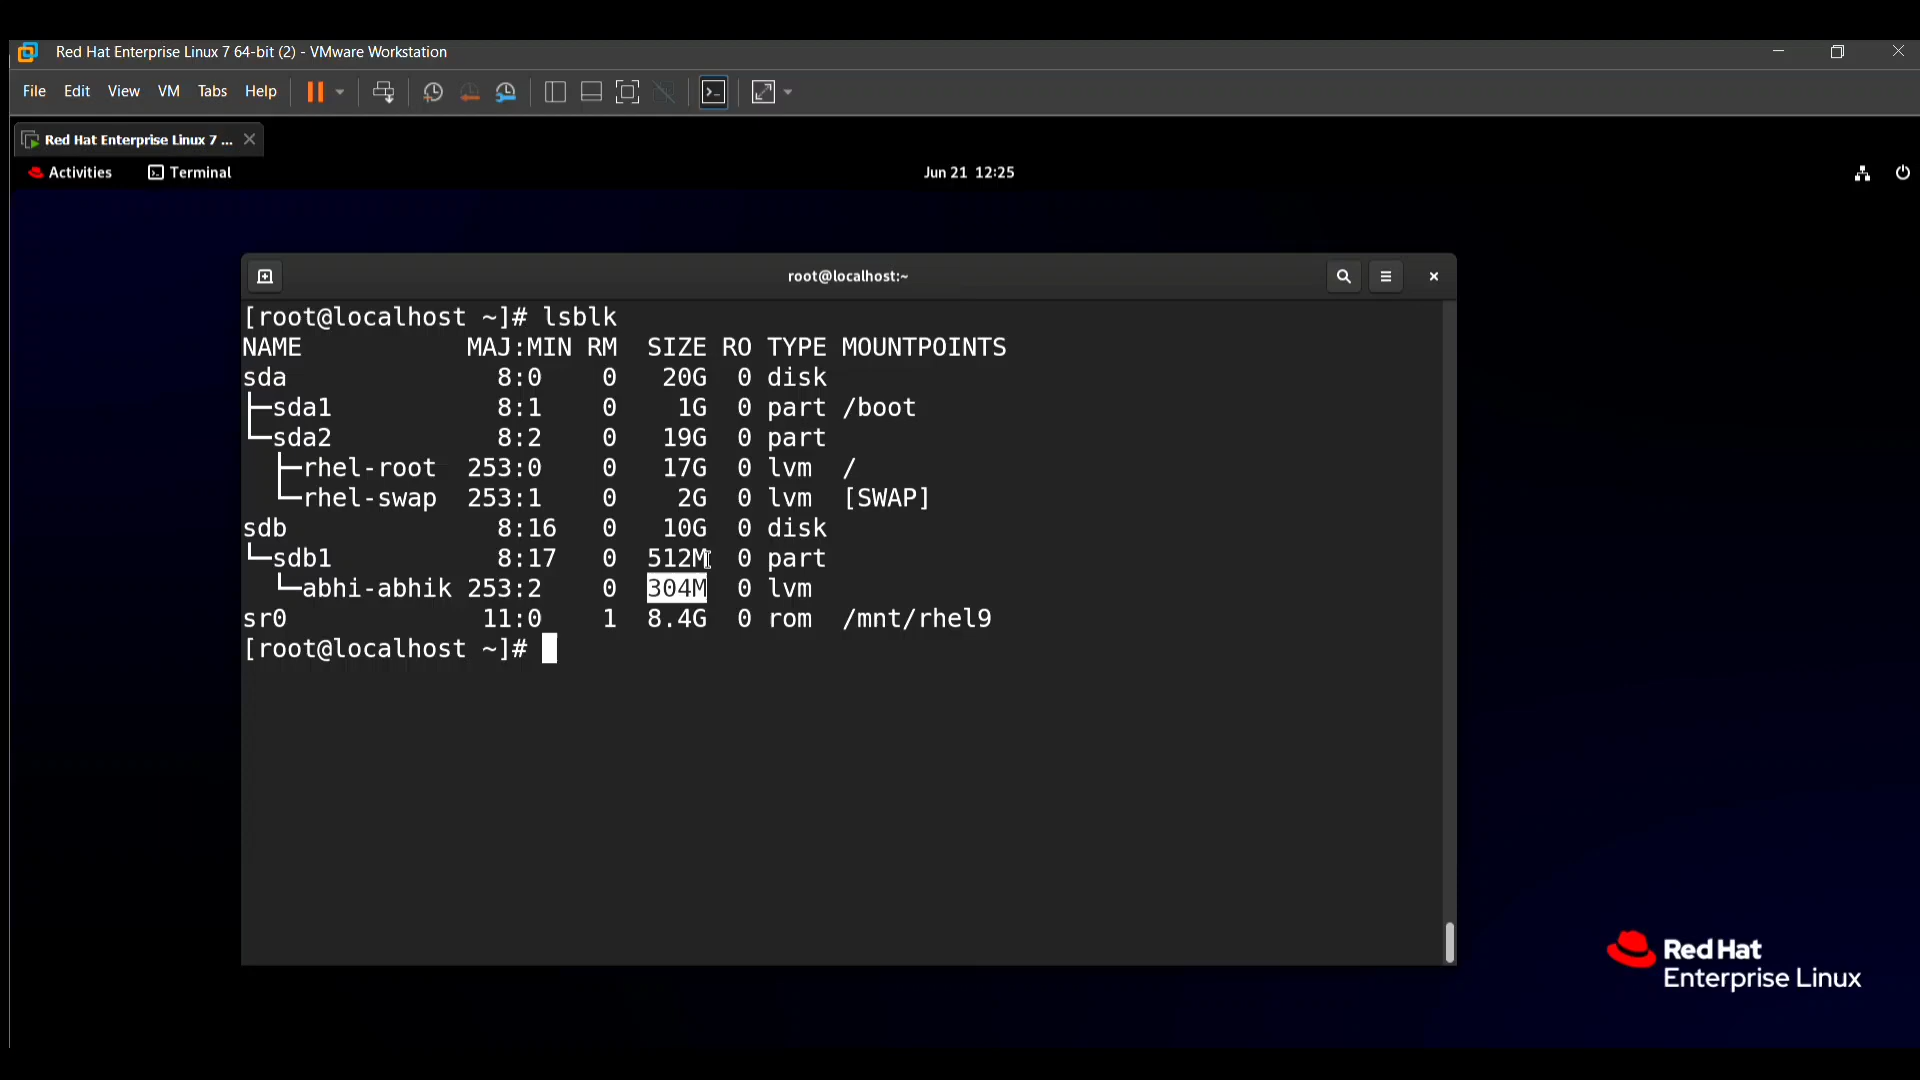 Red Hat Enterprise Linux 7 64-bit (2) - VMware Workstation
File Edit View VM Tabs Help
Red Hat Enterprise Linux 7 ...
Activities Terminal Jun 21 12:25
root@localhost:~
[root@localhost ~]# lsblk
NAME MAJ:MIN RM SIZE RO TYPE MOUNTPOINTS
sda 8:0 0 20G 0 disk
├─sda1 8:1 0 1G 0 part /boot
└─sda2 8:2 0 19G 0 part
  ├─rhel-root 253:0 0 17G 0 lvm /
  └─rhel-swap 253:1 0 2G 0 lvm [SWAP]
sdb 8:16 0 10G 0 disk
└─sdb1 8:17 0 512M 0 part
  └─abhi-abhik 253:2 0 304M 0 lvm
sr0 11:0 1 8.4G 0 rom /mnt/rhel9
[root@localhost ~]#
Red Hat
Enterprise Linux